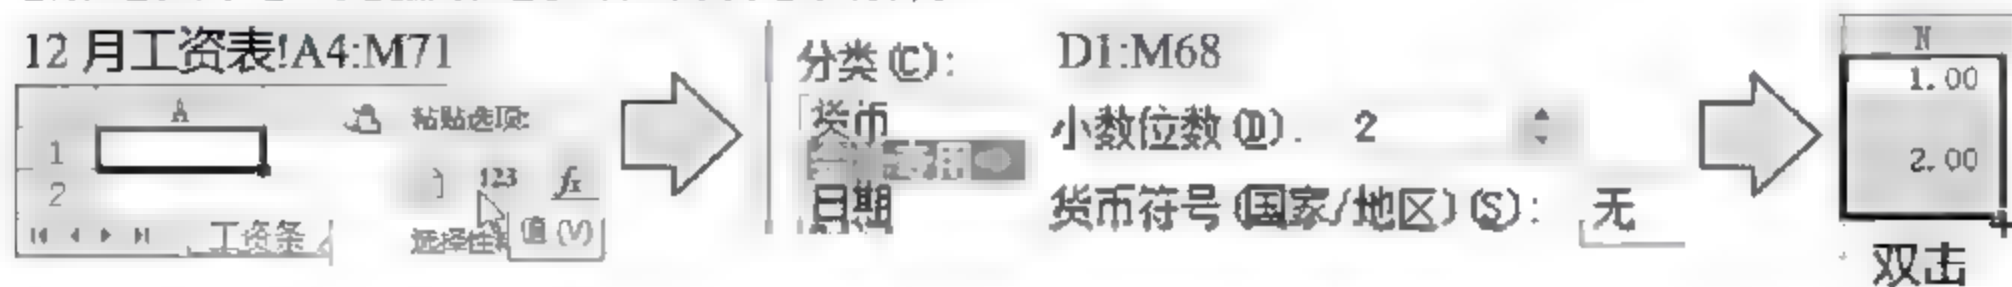 12 月工资表!A4:M71
A
1
2
粘贴选项:
123 fx
工资条
值(V)
分类(C):
货币
日期
D1:M68
小数位数(D). 2
货币符号(国家/地区)(S): 无
N
1.00
2.00
双击